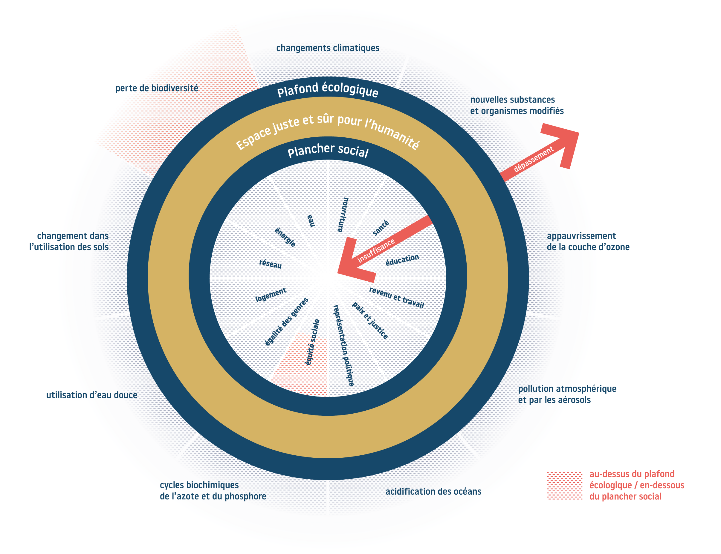 changements climatiques
perte de biodiversité
Plafond écologique
nouvelles substances
et organismes modifiés
Espace juste et sûr pour l'humanité
Plancher social
dépassement
nourriture
santé
eau
énergie
insuffisance
changement dans
l'utilisation des sols
appauvrissement
de la couche d'ozone
réseau
éducation
logement
revenu et travail
égalité des genres
paix et justice
équité sociale
représentation politique
utilisation d'eau douce
pollution atmosphérique
et par les aérosols
cycles biochimiques
de l'azote et du phosphore
acidification des océans
au-dessus du plafond
écologique / en-dessous
du plancher social